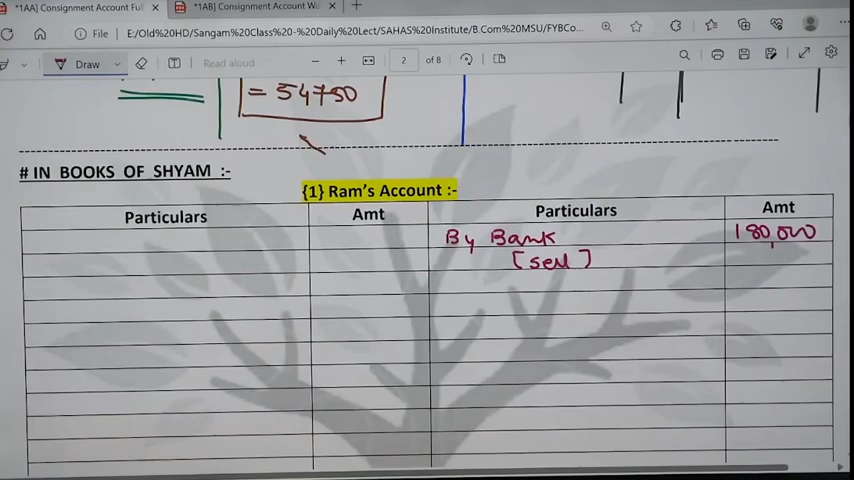 *1AA] Consignment Account Full
*1AB] Consignment Account Wo
File E:/Old%20HD/Sangam%20Class%20-%20Daily%20Lect/SAHAS%20Institute/B.Com%20MSU/FYBCo...
Draw Read aloud 2 of 8
= 54750
# IN BOOKS OF SHYAM :-
{1} Ram's Account :-
Particulars Amt Particulars Amt
By Bank 180,000
[sell]